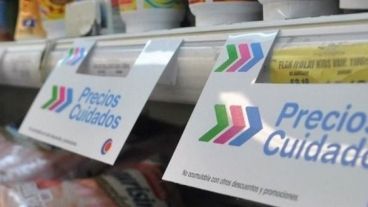 Precios
Cuidados
Precios
Cuidados
No acumulable con otros descuentos y promociones